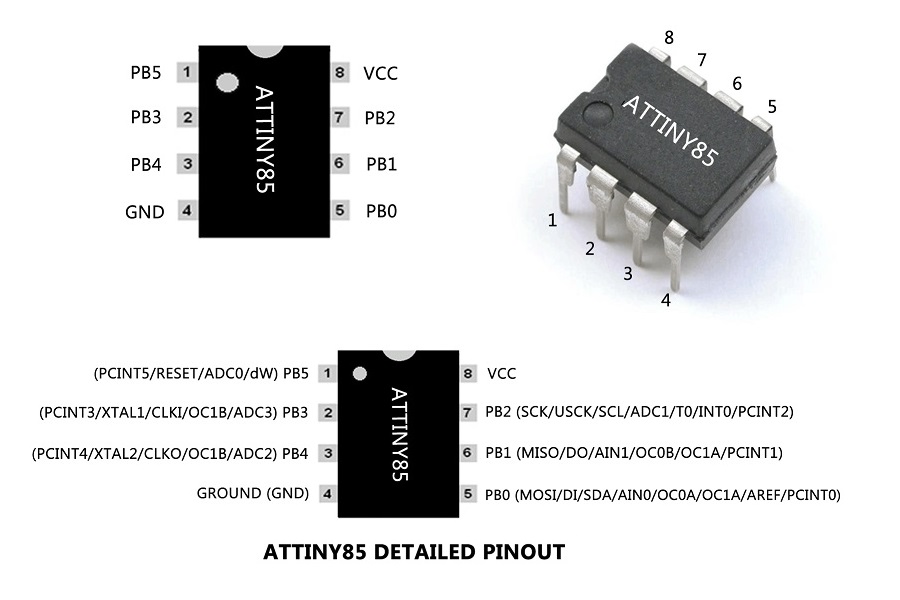 PB5 1 8 VCC
PB3 2 7 PB2
PB4 3 6 PB1
GND 4 5 PB0
ATTINY85
8
7
6
5
ATTINY85
1
2
3
4
(PCINT5/RESET/ADC0/dW) PB5 1 8 VCC
(PCINT3/XTAL1/CLKI/OC1B/ADC3) PB3 2 7 PB2 (SCK/USCK/SCL/ADC1/T0/INT0/PCINT2)
(PCINT4/XTAL2/CLKO/OC1B/ADC2) PB4 3 6 PB1 (MISO/DO/AIN1/OC0B/OC1A/PCINT1)
GROUND (GND) 4 5 PB0 (MOSI/DI/SDA/AIN0/OC0A/OC1A/AREF/PCINT0)
ATTINY85
ATTINY85 DETAILED PINOUT